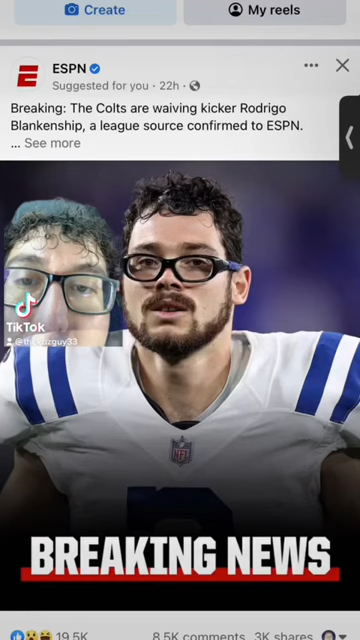 Create
My reels
ESPN
Suggested for you · 22h ·
Breaking: The Colts are waiving kicker Rodrigo
Blankenship, a league source confirmed to ESPN.
... See more
TikTok
NFL
BREAKING NEWS
19.5K
8.5K comments
3K shares